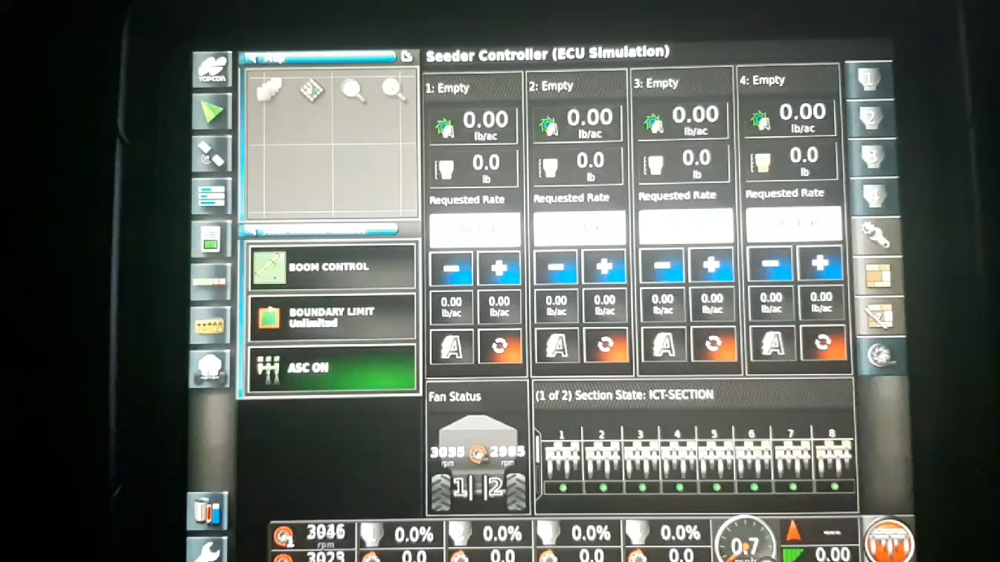 Seeder Controller (ECU Simulation)
TOPCON
Map
1: Empty
2: Empty
3: Empty
4: Empty
0.00
lb/ac
0.00
lb/ac
0.00
lb/ac
0.00
lb/ac
0.0
lb
0.0
lb
0.0
lb
0.0
lb
Requested Rate
Requested Rate
Requested Rate
Requested Rate
0.00 0.00
lb/ac lb/ac
0.00 0.00
lb/ac lb/ac
0.00 0.00
lb/ac lb/ac
0.00 0.00
lb/ac lb/ac
A
A
A
A
BOOM CONTROL
BOUNDARY LIMIT
Unlimited
ASC ON
1
2
3
4
Fan Status
2985
rpm rpm
1 2
(1 of 2) Section State: ICT-SECTION
1 2 3 4 5 6 7 8
rpm
1 0.0%
2 0.0%
3 0.0%
0.0%
0.0
0.0
0.0
0.0
0.7
mph
---
0.00